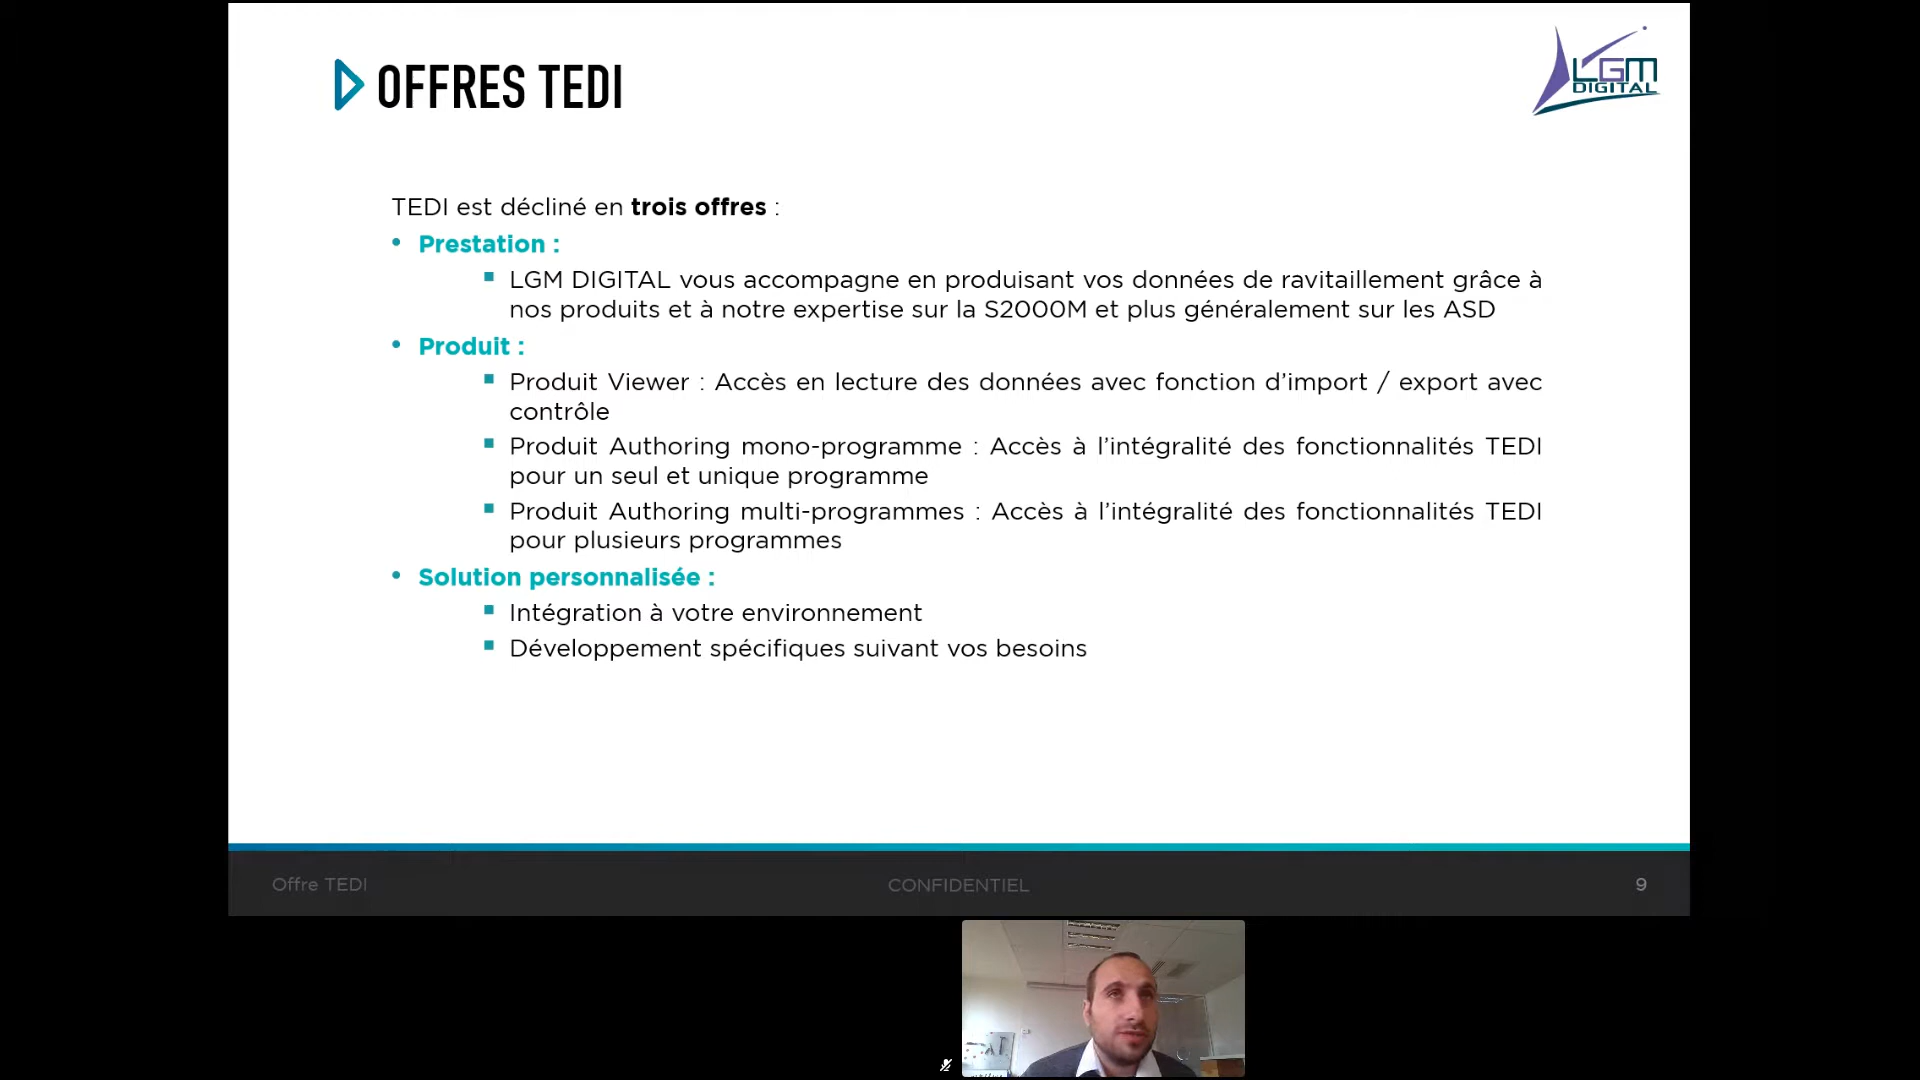 OFFRES TEDI
LGM
DIGITAL
TEDI est décliné en trois offres :
• Prestation :
▪ LGM DIGITAL vous accompagne en produisant vos données de ravitaillement grâce à
nos produits et à notre expertise sur la S2000M et plus généralement sur les ASD
• Produit :
▪ Produit Viewer : Accès en lecture des données avec fonction d’import / export avec
contrôle
▪ Produit Authoring mono-programme : Accès à l’intégralité des fonctionnalités TEDI
pour un seul et unique programme
▪ Produit Authoring multi-programmes : Accès à l’intégralité des fonctionnalités TEDI
pour plusieurs programmes
• Solution personnalisée :
▪ Intégration à votre environnement
▪ Développement spécifiques suivant vos besoins
Offre TEDI
CONFIDENTIEL
9